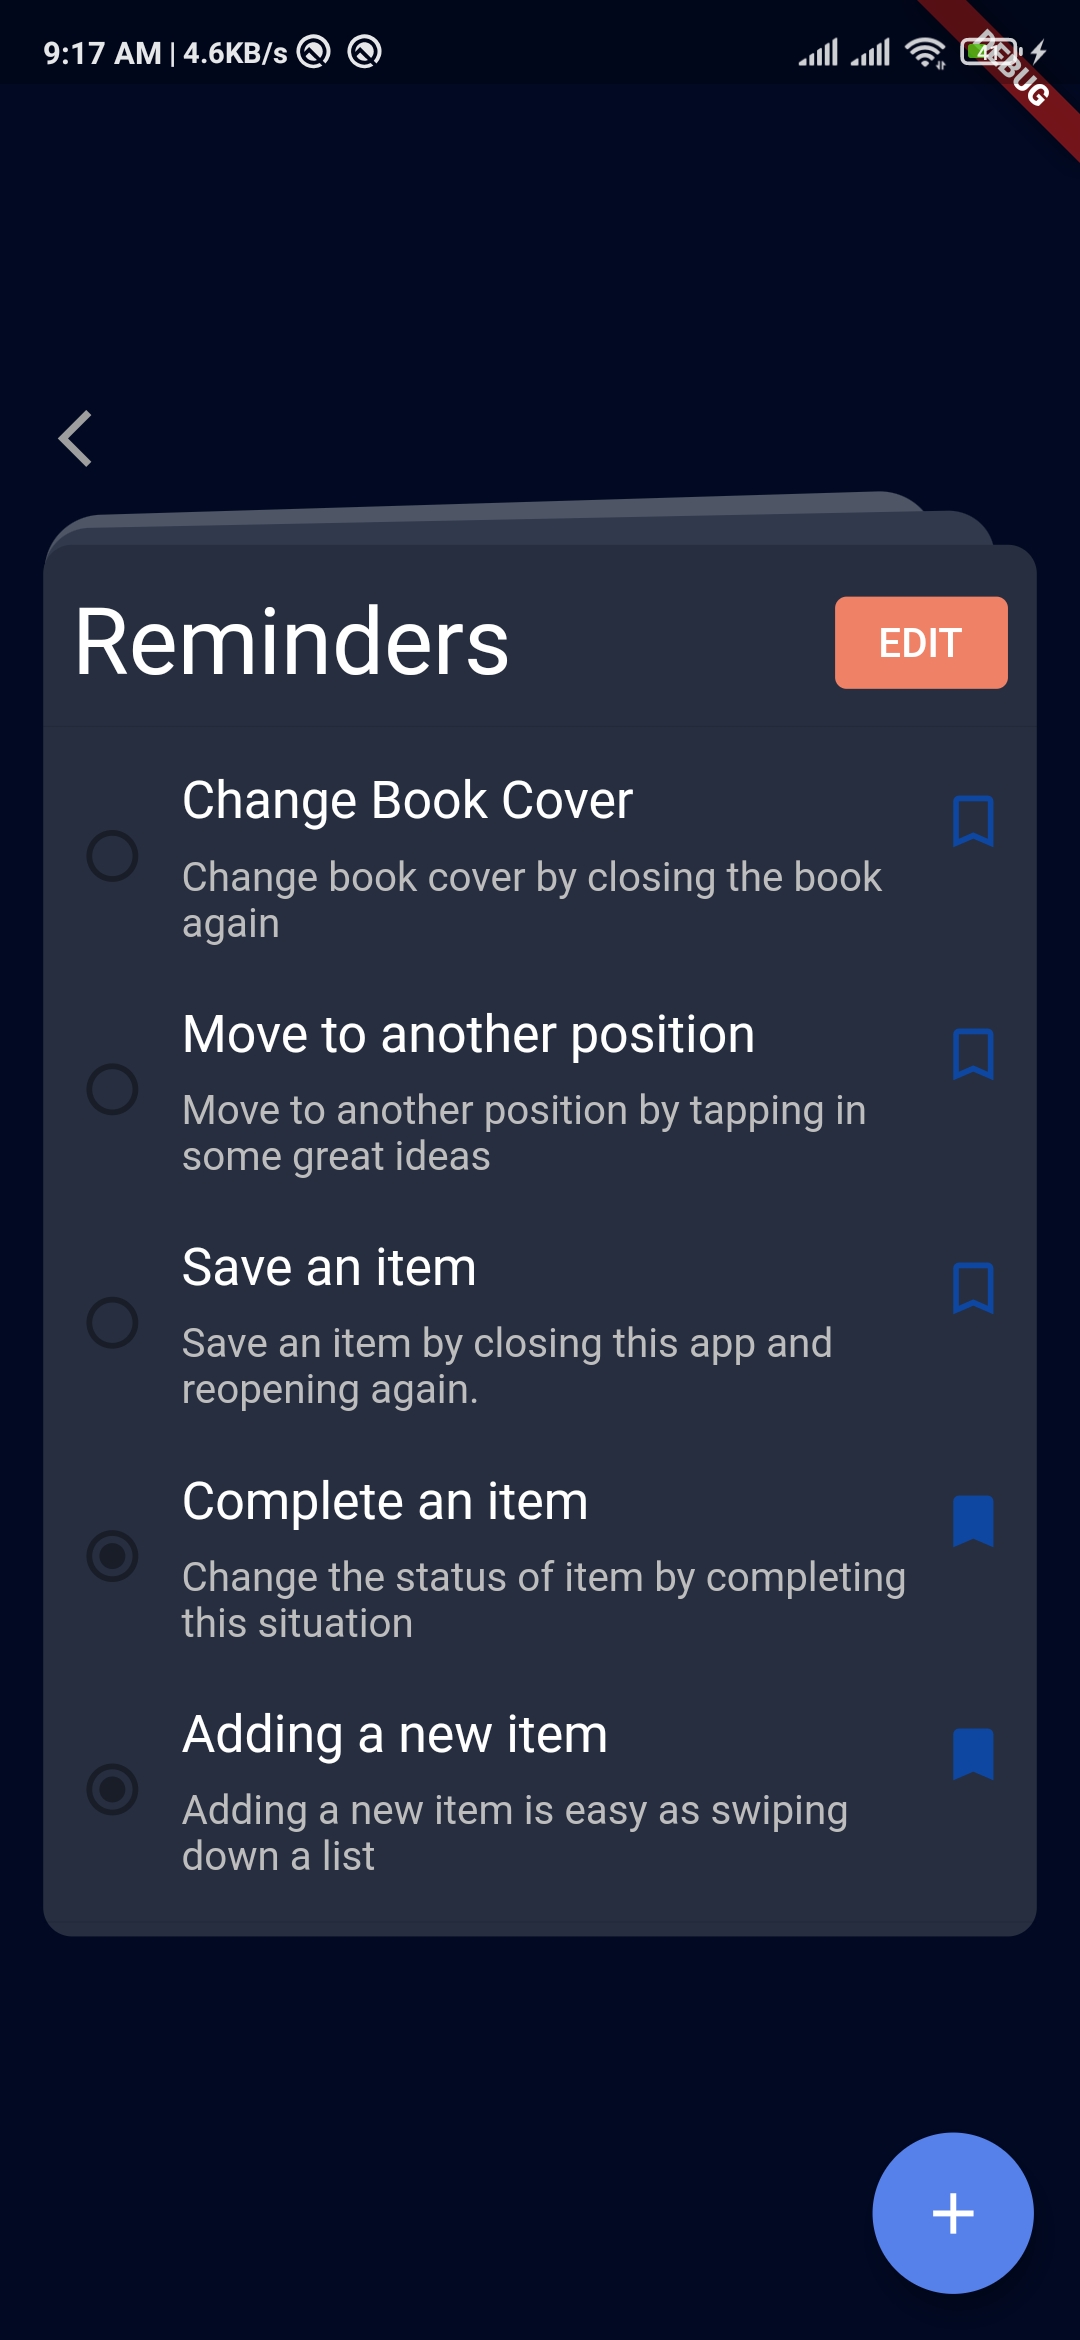 9:17 AM | 4.6KB/s
41
DEBUG
Reminders
EDIT
Change Book Cover
Change book cover by closing the book
again
Move to another position
Move to another position by tapping in
some great ideas
Save an item
Save an item by closing this app and
reopening again.
Complete an item
Change the status of item by completing
this situation
Adding a new item
Adding a new item is easy as swiping
down a list